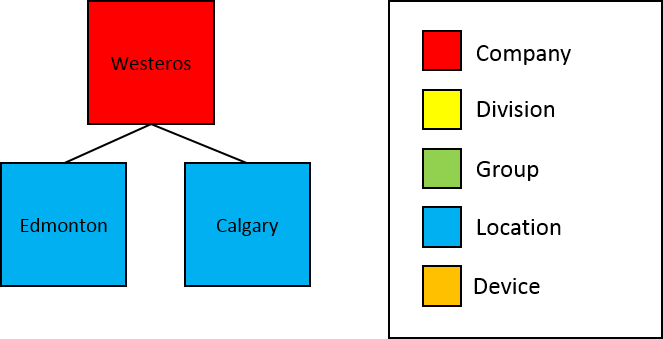 Westeros
Edmonton
Calgary
Company
Division
Group
Location
Device